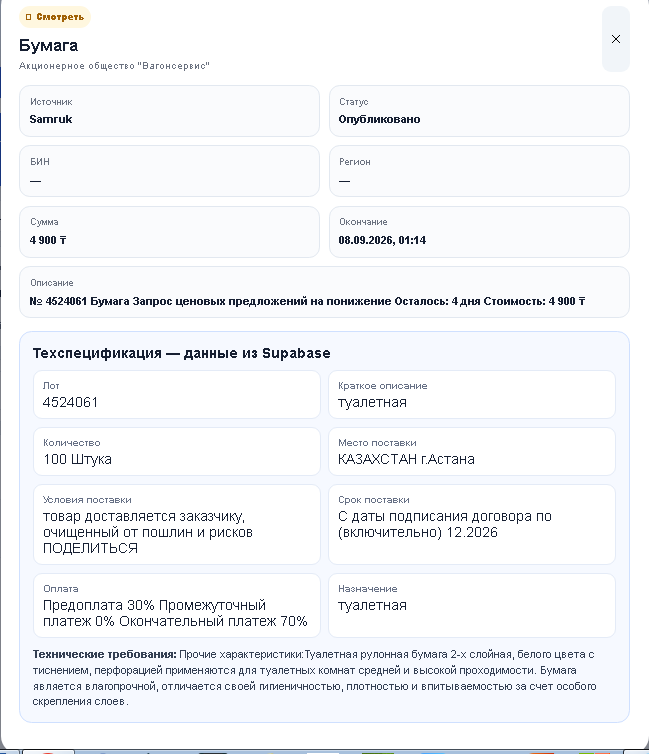 Смотреть
Бумага
Акционерное общество "Вагонсервис"
Источник
Samruk
Статус
Опубликовано
БИН
—
Регион
—
Сумма
4 900 ₸
Окончание
08.09.2026, 01:14
Описание
№ 4524061 Бумага Запрос ценовых предложений на понижение Осталось: 4 дня Стоимость: 4 900 ₸
Техспецификация — данные из Supabase
Лот
4524061
Краткое описание
туалетная
Количество
100 Штука
Место поставки
КАЗАХСТАН г.Астана
Условия поставки
товар доставляется заказчику,
очищенный от пошлин и рисков
ПОДЕЛИТЬСЯ
Срок поставки
С даты подписания договора по
(включительно) 12.2026
Оплата
Предоплата 30% Промежуточный
платеж 0% Окончательный платеж 70%
Назначение
туалетная
Технические требования: Прочие характеристики:Туалетная рулонная бумага 2-х слойная, белого цвета с
тиснением, перфорацией применяются для туалетных комнат средней и высокой проходимости. Бумага
является влагопрочной, отличается своей гигиеничностью, плотностью и впитываемостью за счет особого
скрепления слоев.